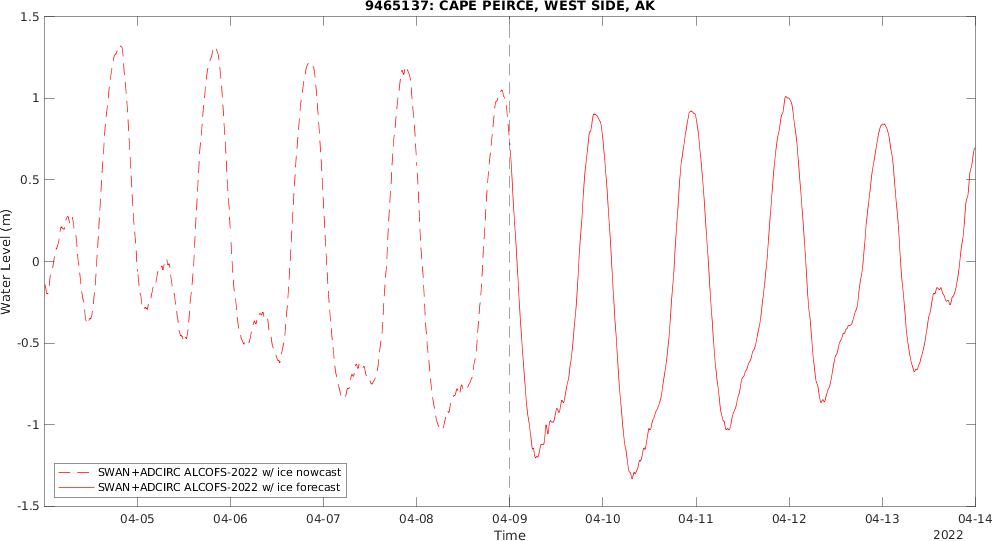 9465137: CAPE PEIRCE, WEST SIDE, AK
1.5
1
0.5
0
-0.5
-1
-1.5
Water Level (m)
SWAN+ADCIRC ALCOFS-2022 w/ ice nowcast
SWAN+ADCIRC ALCOFS-2022 w/ ice forecast
04-05 04-06 04-07 04-08 04-09 04-10 04-11 04-12 04-13 04-14
Time
2022